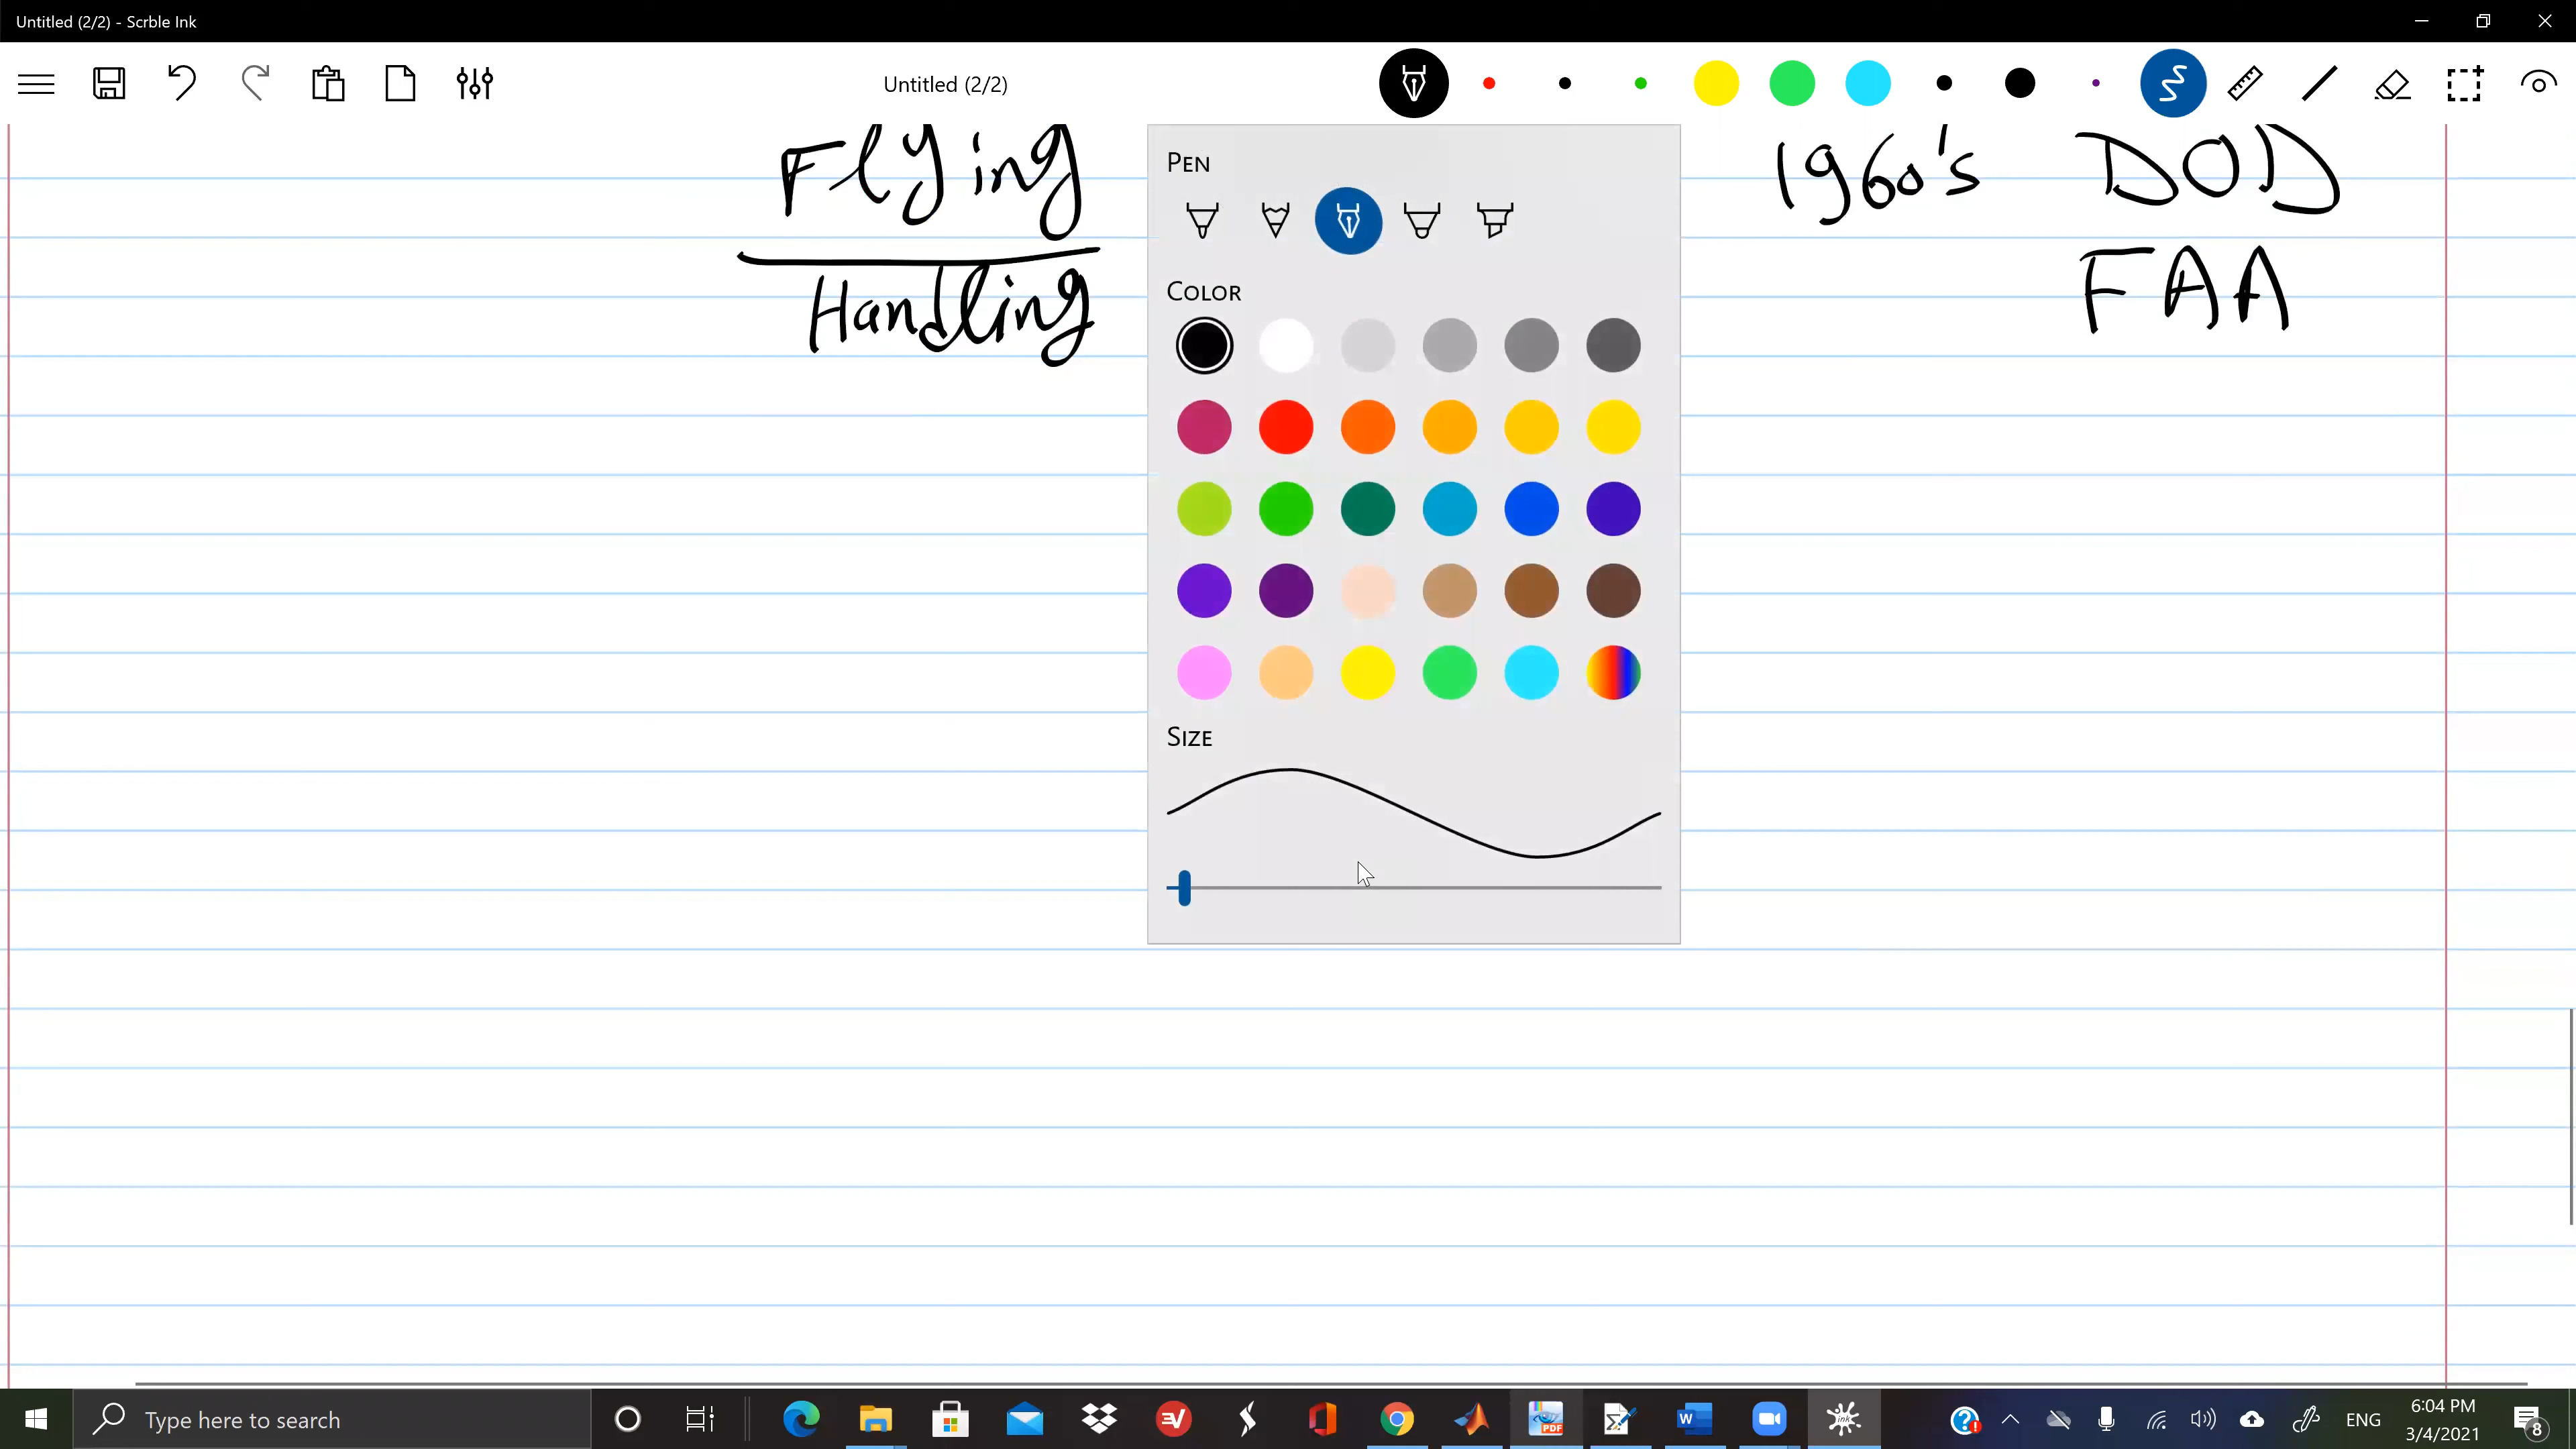 Untitled (2/2) - Scrble Ink
Untitled (2/2)
Flying
Handling
1960's DOD
FAA
PEN
COLOR
SIZE
Type here to search
ENG
6:04 PM
3/4/2021
8